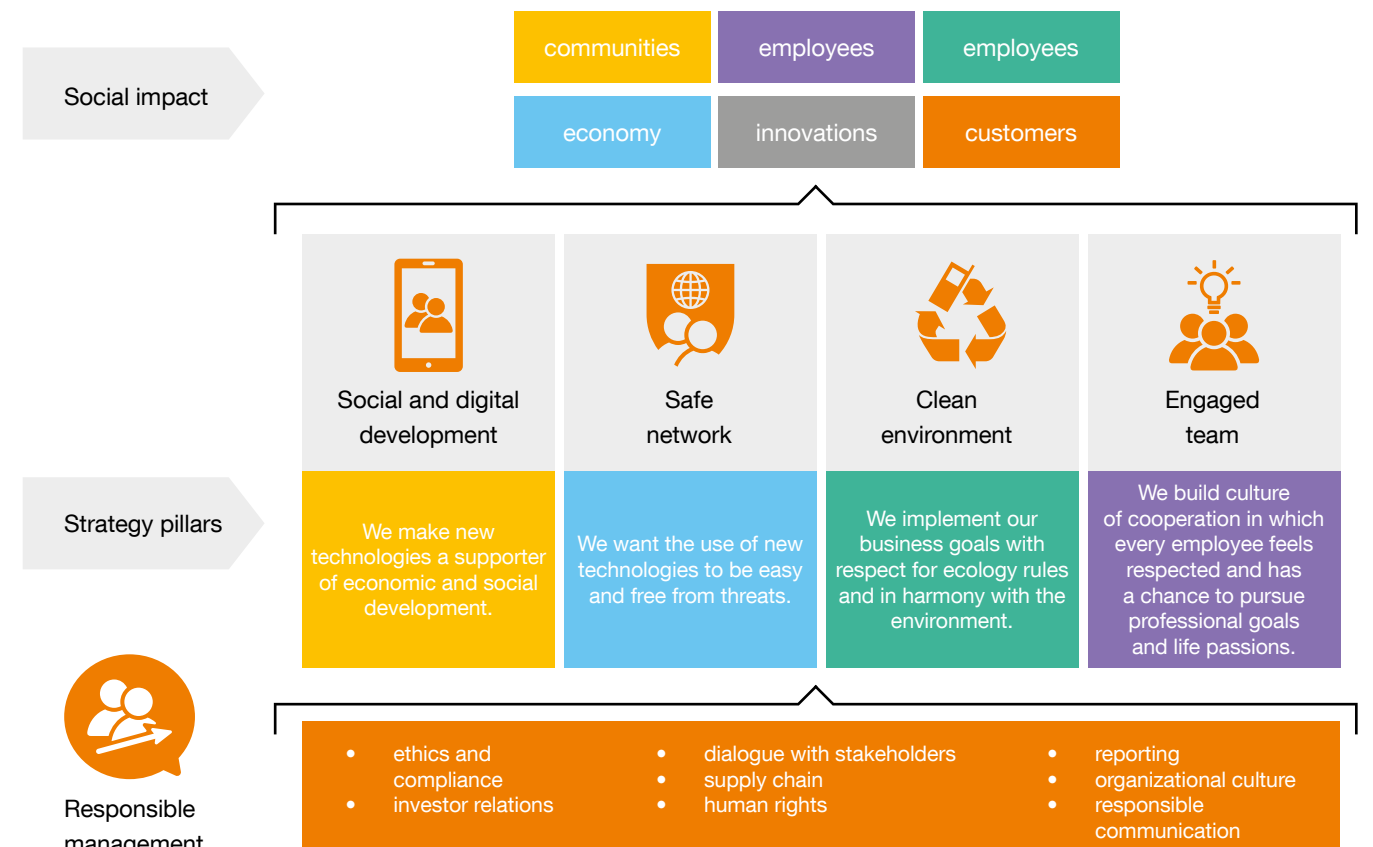 Social impact
communities
employees
employees
economy
innovations
customers
Social and digital
development
Safe
network
Clean
environment
Engaged
team
Strategy pillars
We make new
technologies a supporter
of economic and social
development.
We want the use of new
technologies to be easy
and free from threats.
We implement our
business goals with
respect for ecology rules
and in harmony with the
environment.
We build culture
of cooperation in which
every employee feels
respected and has
a chance to pursue
professional goals
and life passions.
Responsible
management
• ethics and
compliance
• investor relations
• dialogue with stakeholders
• supply chain
• human rights
• reporting
• organizational culture
• responsible
communication